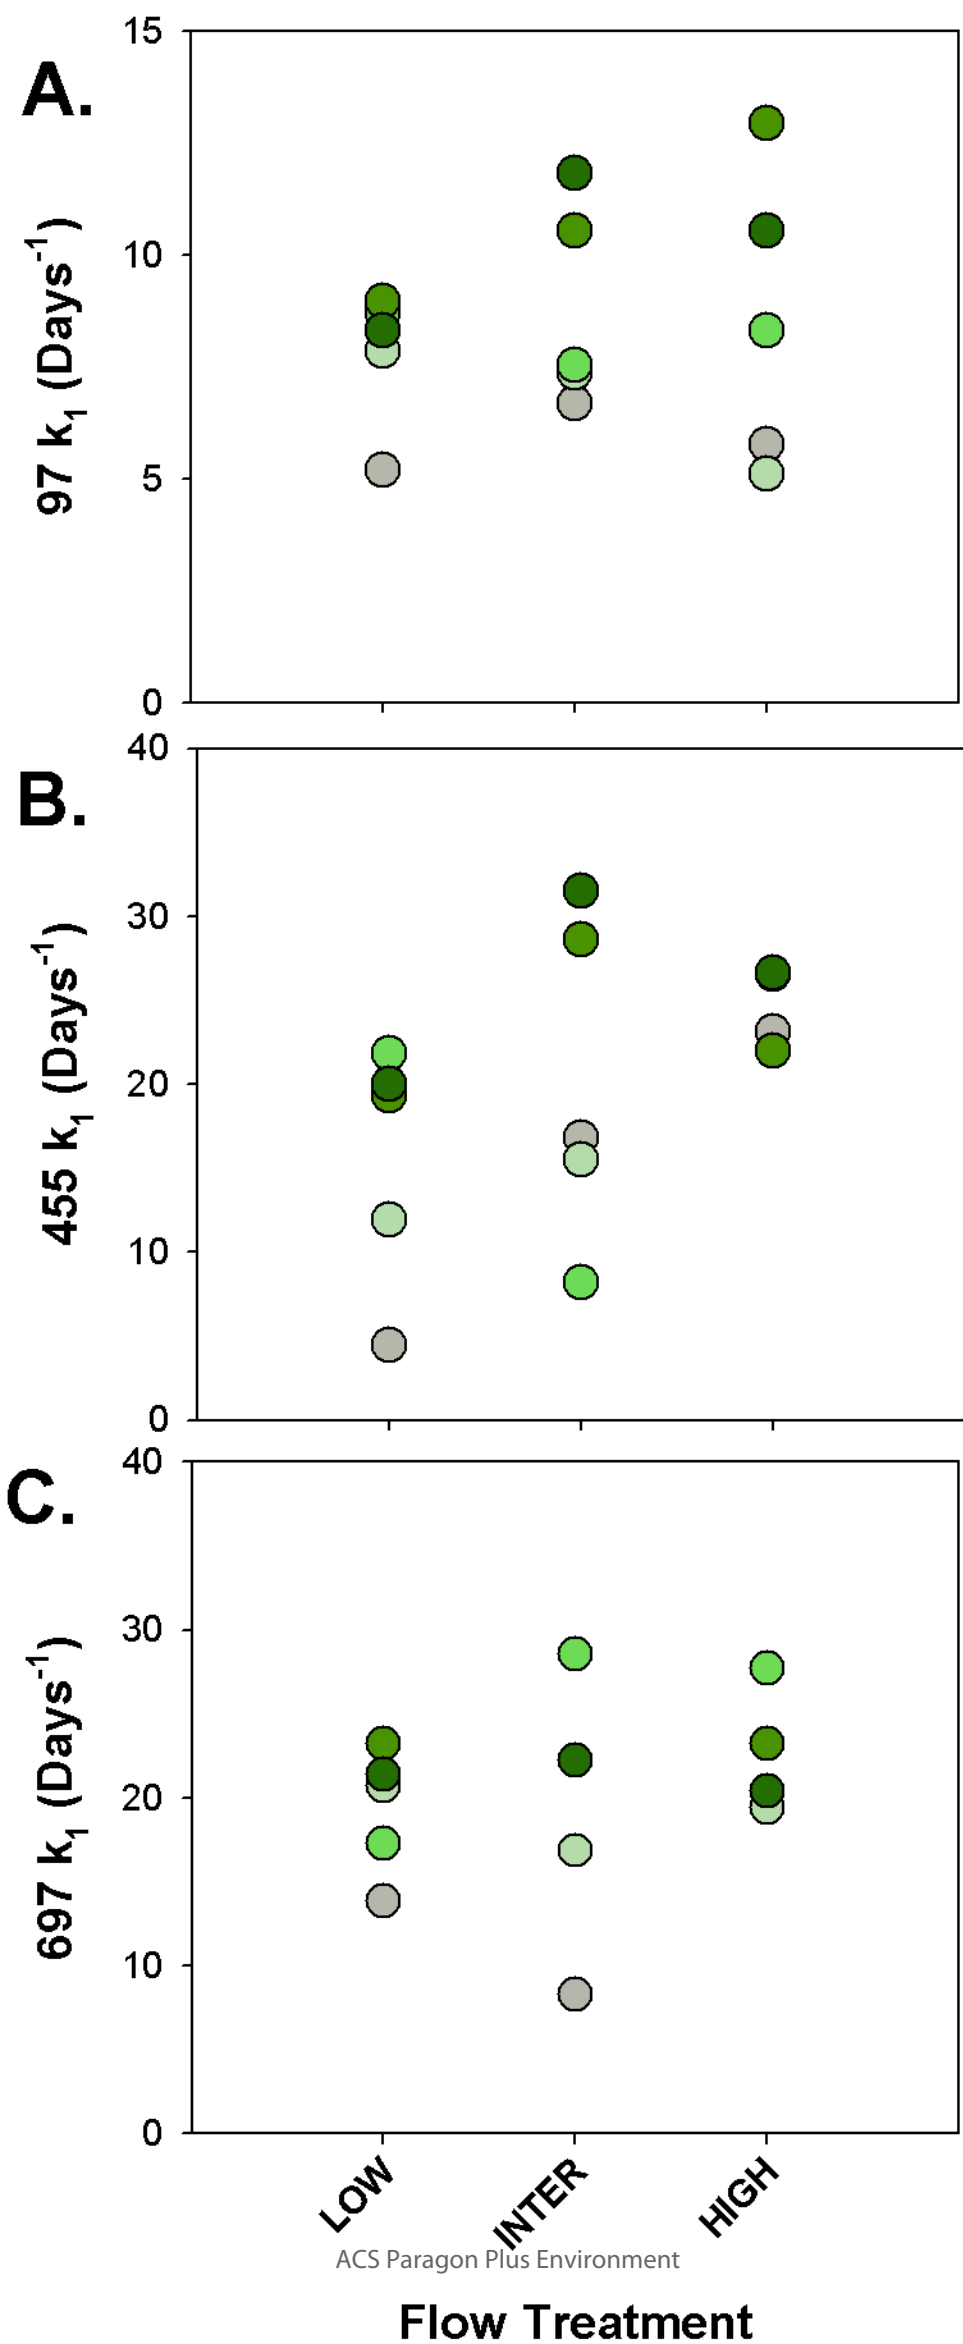 A.
97 k1 (Days-1)
15
10
5
0
B.
455 k1 (Days-1)
40
30
20
10
0
C.
697 k1 (Days-1)
40
30
20
10
0
LOW
INTER
HIGH
ACS Paragon Plus Environment
Flow Treatment